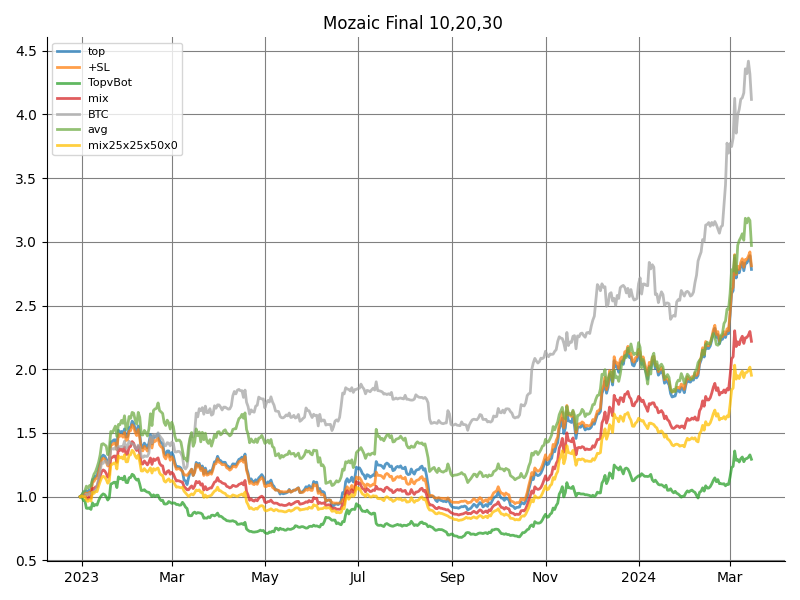 Mozaic Final 10,20,30
top
+SL
TopvBot
mix
BTC
avg
mix25x25x50x0
4.5
4.0
3.5
3.0
2.5
2.0
1.5
1.0
0.5
2023 Mar May Jul Sep Nov 2024 Mar